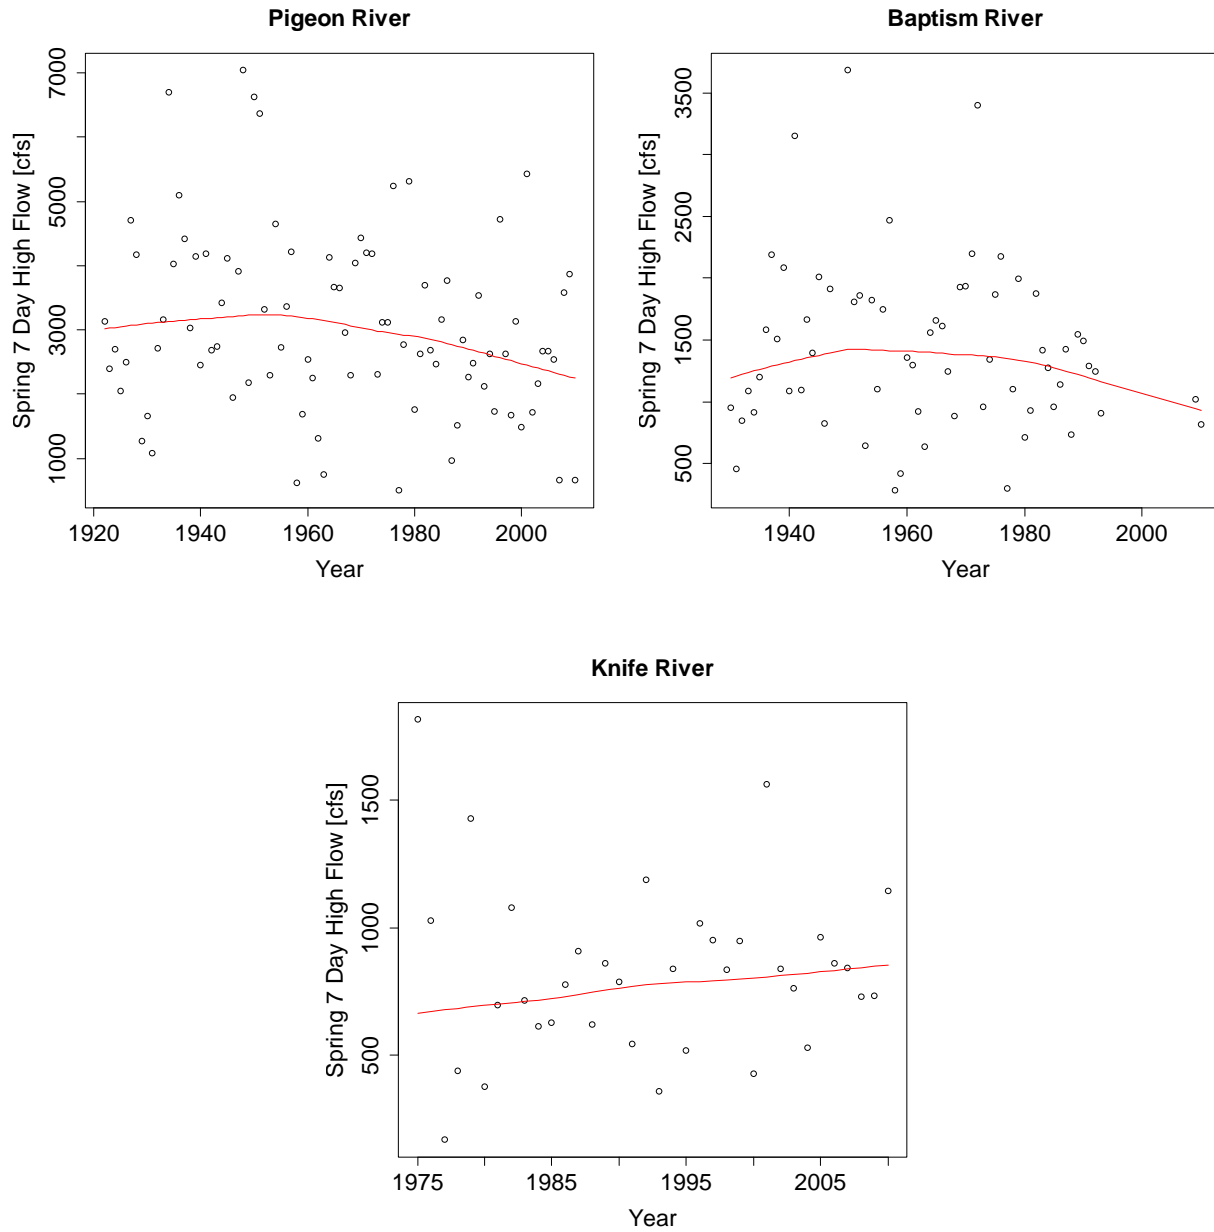 Pigeon River
Spring 7 Day High Flow [cfs]
7000
5000
3000
1000
1920 1940 1960 1980 2000
Year
Baptism River
Spring 7 Day High Flow [cfs]
3500
2500
1500
500
1940 1960 1980 2000
Year
Knife River
Spring 7 Day High Flow [cfs]
1500
1000
500
1975 1985 1995 2005
Year